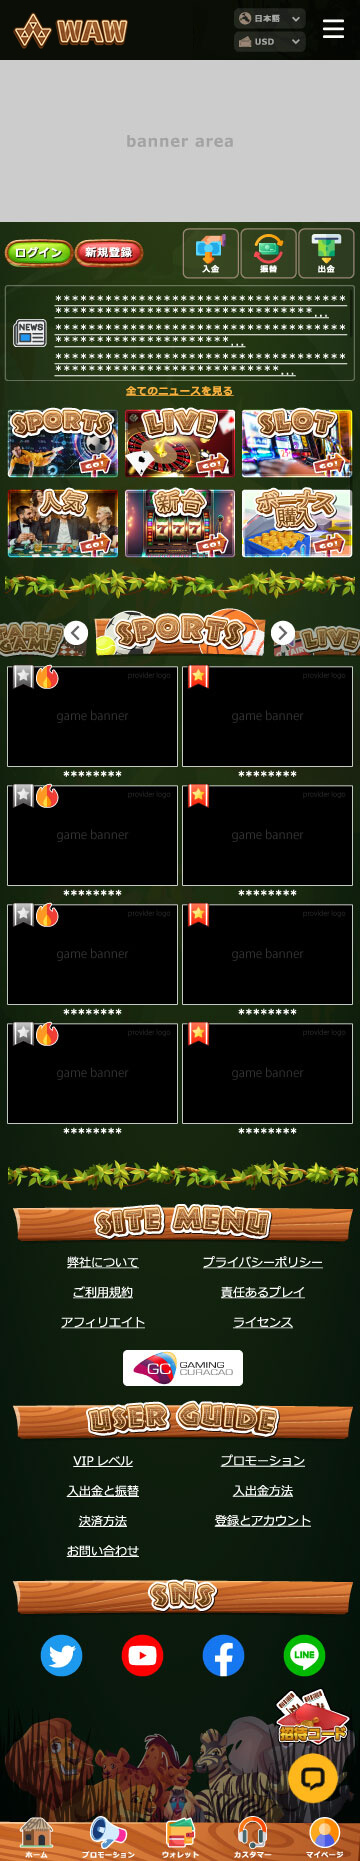 WAW
日本語
USD
banner area
ログイン
新規登録
入金
振替
出金
NEWS
***********************************
*******************************...
***********************************
*********************...
***********************************
***************************...
全てのニュースを見る
SPORTS
GO!
LIVE
GO!
SLOT
GO!
人気
GO!
新台
777
GO!
ボーナス
購入
GO!
TABLE
GAME
SPORTS
LIVE
provider logo
game banner
********
provider logo
game banner
********
provider logo
game banner
********
provider logo
game banner
********
provider logo
game banner
********
provider logo
game banner
********
provider logo
game banner
********
provider logo
game banner
********
SITE MENU
弊社について
プライバシーポリシー
ご利用規約
責任あるプレイ
アフィリエイト
ライセンス
GC
GAMING
CURACAO
USER GUIDE
VIP レベル
プロモーション
入出金と振替
入出金方法
決済方法
登録とアカウント
お問い合わせ
SNS
LINE
招待コード
ホーム
プロモーション
ウォレット
カスタマー
マイページ